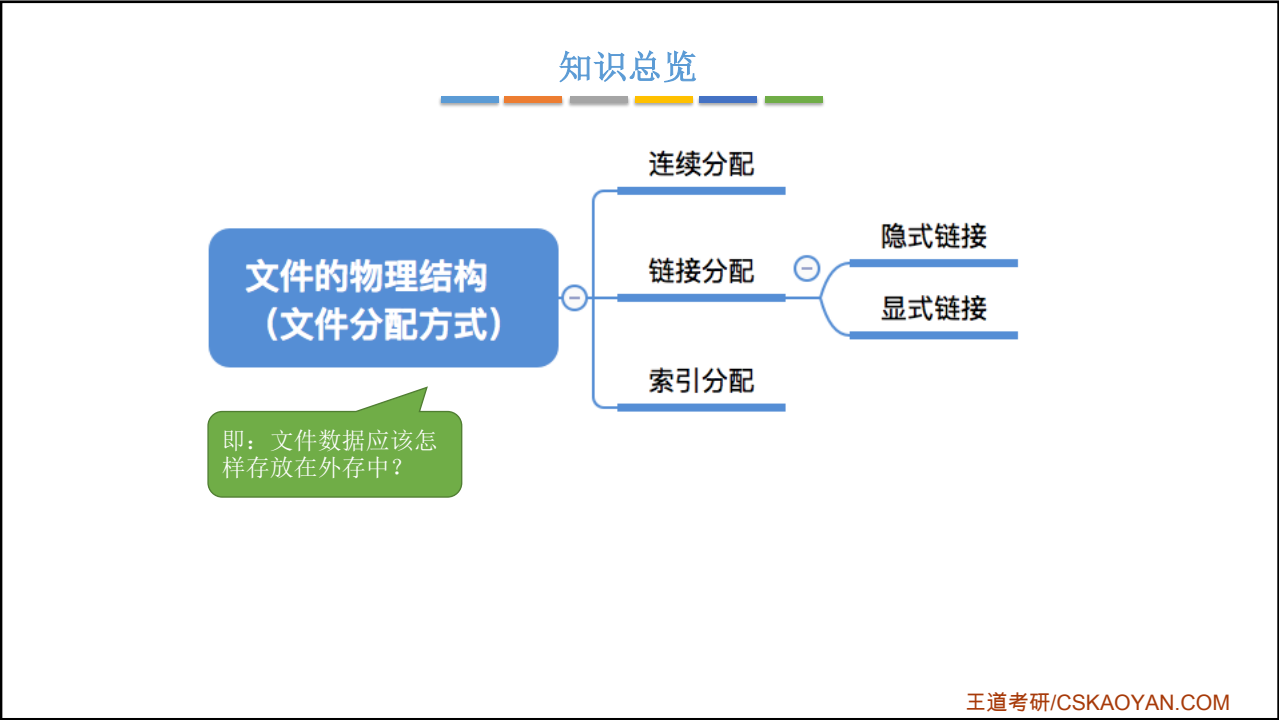 知识总览
连续分配
隐式链接
文件的物理结构
（文件分配方式）
链接分配
显式链接
索引分配
即：文件数据应该怎
样存放在外存中？
王道考研/CSKAOYAN.COM